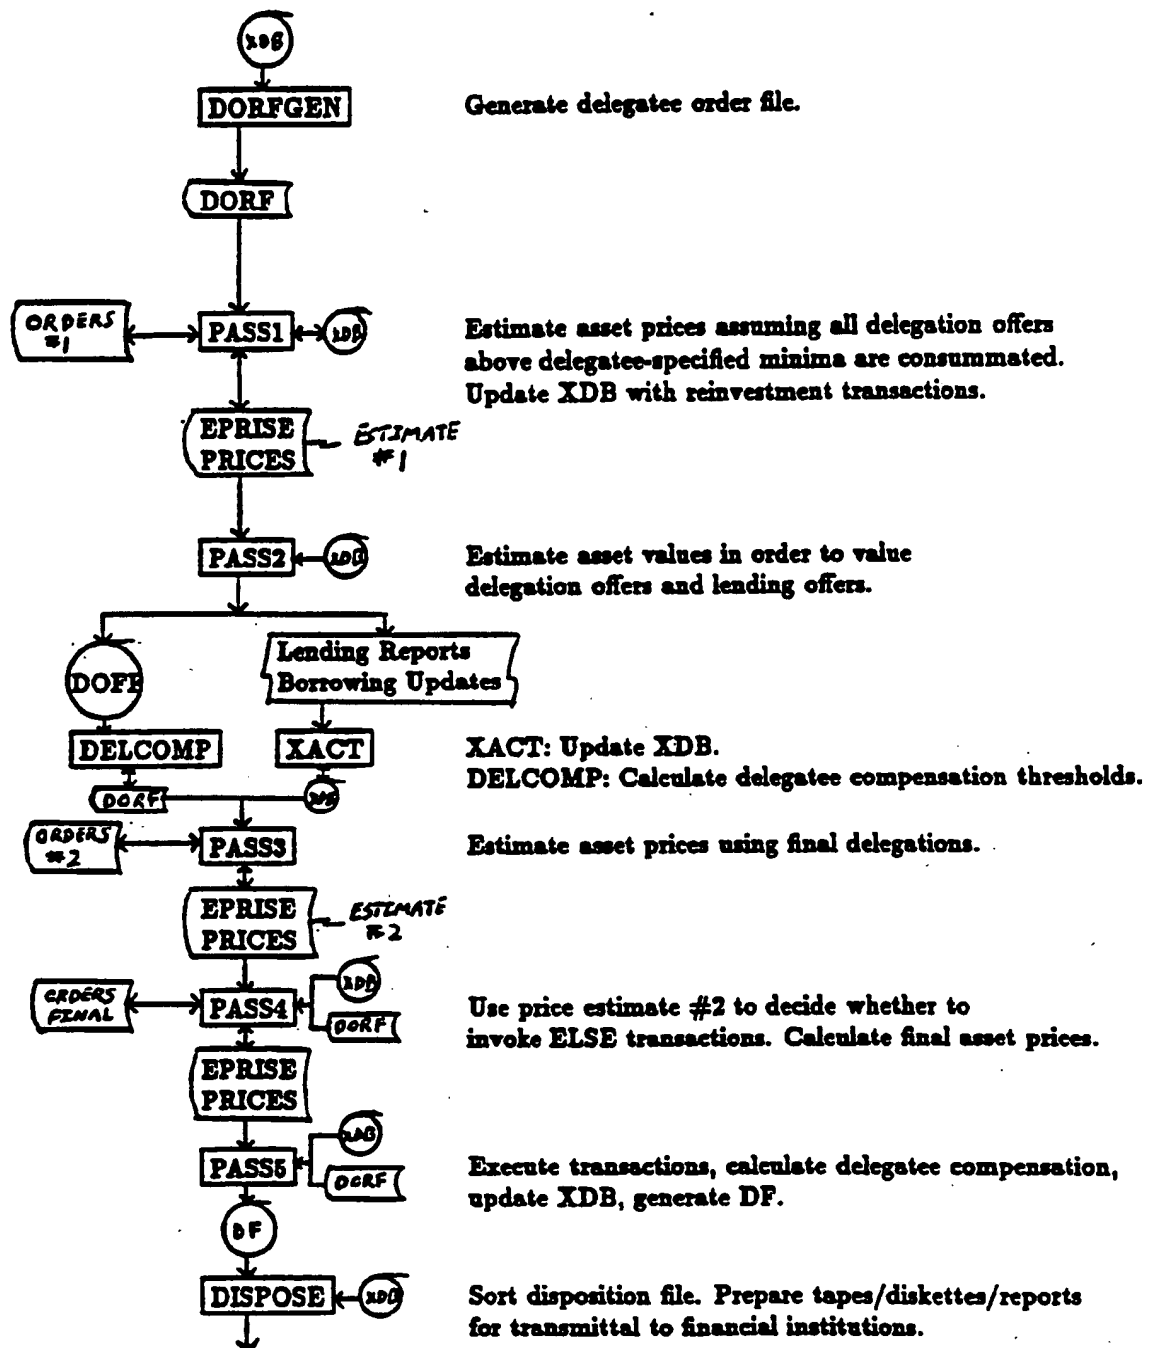 XDB
DORFGEN
Generate delegatee order file.
DORF
ORDERS
#1
PASS1
XDB
Estimate asset prices assuming all delegation offers
above delegatee-specified minima are consummated.
Update XDB with reinvestment transactions.
EPRISE
PRICES
ESTIMATE
#1
PASS2
XDB
Estimate asset values in order to value
delegation offers and lending offers.
DOFF
Lending Reports
Borrowing Updates
DELCOMP
XACT
XACT: Update XDB.
DELCOMP: Calculate delegatee compensation thresholds.
DORF
XDB
ORDERS
#2
PASS3
Estimate asset prices using final delegations.
EPRISE
PRICES
ESTIMATE
#2
ORDERS
FINAL
PASS4
XDB
DORF
Use price estimate #2 to decide whether to
invoke ELSE transactions. Calculate final asset prices.
EPRISE
PRICES
PASS5
XDB
DORF
Execute transactions, calculate delegatee compensation,
update XDB, generate DF.
DF
DISPOSE
XDB
Sort disposition file. Prepare tapes/diskettes/reports
for transmittal to financial institutions.